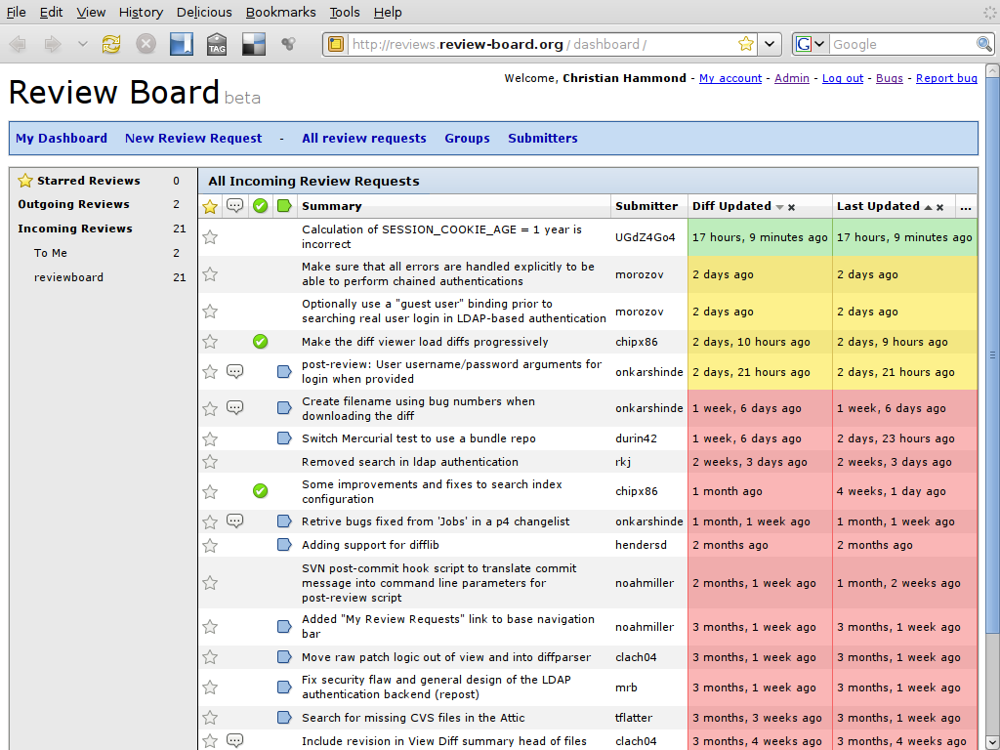 File Edit View History Delicious Bookmarks Tools Help
TAG http://reviews.review-board.org/dashboard/ G Google
Welcome, Christian Hammond - My account - Admin - Log out - Bugs - Report bug
Review Board beta
My Dashboard New Review Request - All review requests Groups Submitters
Starred Reviews 0
Outgoing Reviews 2
Incoming Reviews 21
To Me 2
reviewboard 21
All Incoming Review Requests
Summary Submitter Diff Updated Last Updated ...
Calculation of SESSION_COOKIE_AGE = 1 year is
incorrect UGdZ4Go4 17 hours, 9 minutes ago 17 hours, 9 minutes ago
Make sure that all errors are handled explicitly to be
able to perform chained authentications morozov 2 days ago 2 days ago
Optionally use a "guest user" binding prior to
searching real user login in LDAP-based authentication morozov 2 days ago 2 days ago
Make the diff viewer load diffs progressively chipx86 2 days, 10 hours ago 2 days, 9 hours ago
post-review: User username/password arguments for
login when provided onkarshinde 2 days, 21 hours ago 2 days, 21 hours ago
Create filename using bug numbers when
downloading the diff onkarshinde 1 week, 6 days ago 1 week, 6 days ago
Switch Mercurial test to use a bundle repo durin42 1 week, 6 days ago 2 days, 23 hours ago
Removed search in ldap authentication rkj 2 weeks, 3 days ago 2 weeks, 3 days ago
Some improvements and fixes to search index
configuration chipx86 1 month ago 4 weeks, 1 day ago
Retrive bugs fixed from 'Jobs' in a p4 changelist onkarshinde 1 month, 1 week ago 1 month, 1 week ago
Adding support for difflib hendersd 2 months ago 2 months ago
SVN post-commit hook script to translate commit
message into command line parameters for
post-review script noahmiller 2 months, 1 week ago 1 month, 2 weeks ago
Added "My Review Requests" link to base navigation
bar noahmiller 3 months, 1 week ago 3 months, 1 week ago
Move raw patch logic out of view and into diffparser clach04 3 months, 1 week ago 3 months, 1 week ago
Fix security flaw and general design of the LDAP
authentication backend (repost) mrb 3 months, 1 week ago 3 months, 1 week ago
Search for missing CVS files in the Attic tflatter 3 months, 3 weeks ago 3 months, 1 week ago
Include revision in View Diff summary head of files clach04 3 months, 4 weeks ago 3 months, 4 weeks ago